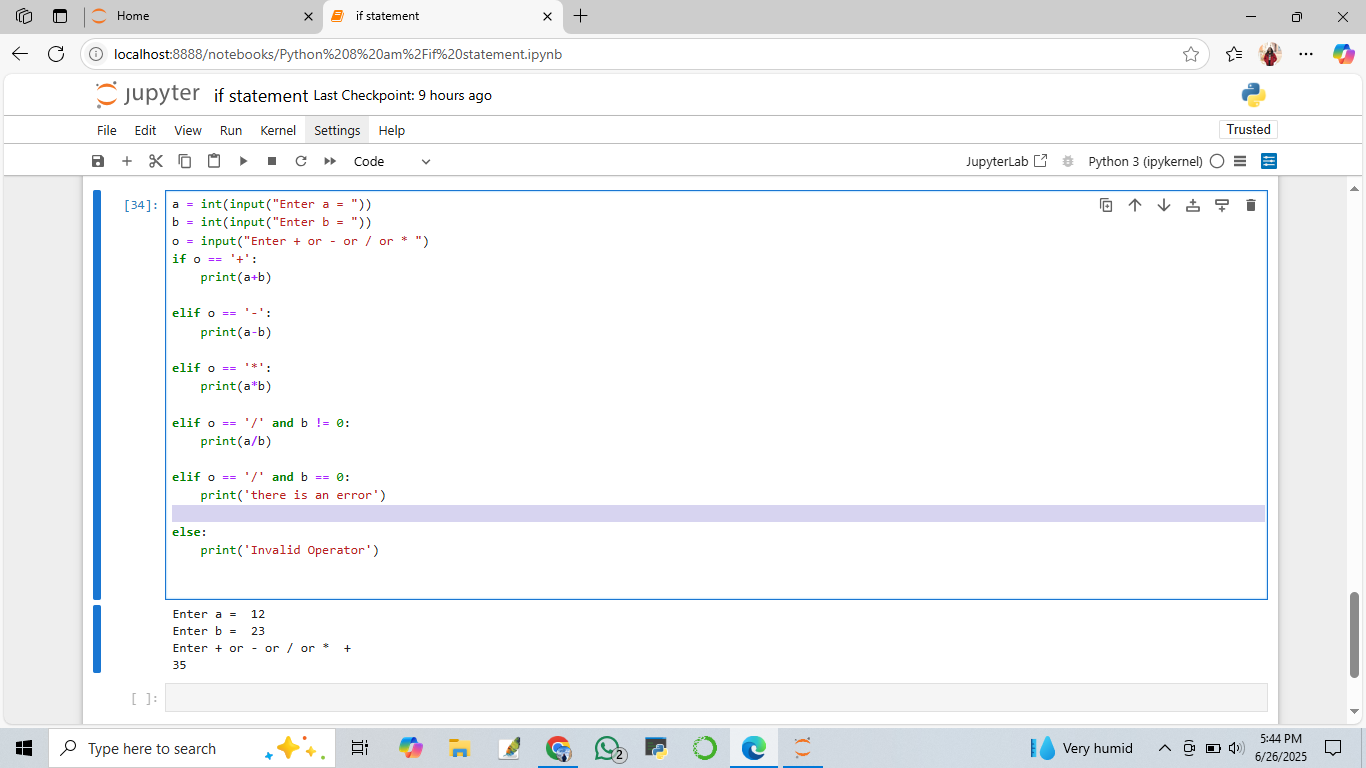 Home
if statement
localhost:8888/notebooks/Python%208%20am%2Fif%20statement.ipynb
jupyter if statement Last Checkpoint: 9 hours ago
File Edit View Run Kernel Settings Help
Trusted
Code
JupyterLab
Python 3 (ipykernel)
[34]:
a = int(input("Enter a = "))
b = int(input("Enter b = "))
o = input("Enter + or - or / or * ")
if o == '+':
    print(a+b)
elif o == '-':
    print(a-b)
elif o == '*':
    print(a*b)
elif o == '/' and b != 0:
    print(a/b)
elif o == '/' and b == 0:
    print('there is an error')
else:
    print('Invalid Operator')
Enter a =  12
Enter b =  23
Enter + or - or / or *  +
35
[ ]:
Type here to search
2
Very humid
5:44 PM
6/26/2025